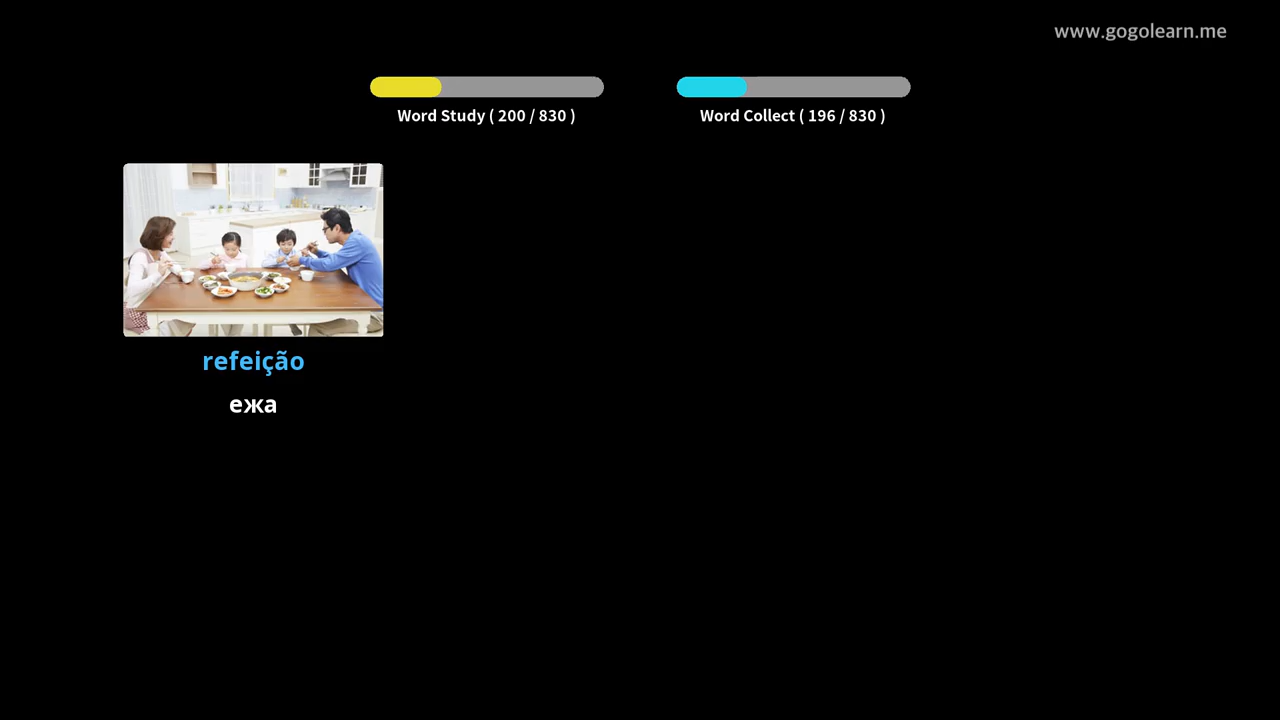 www.gogolearn.me
Word Study ( 200 / 830 )
Word Collect ( 196 / 830 )
refeição
ежа